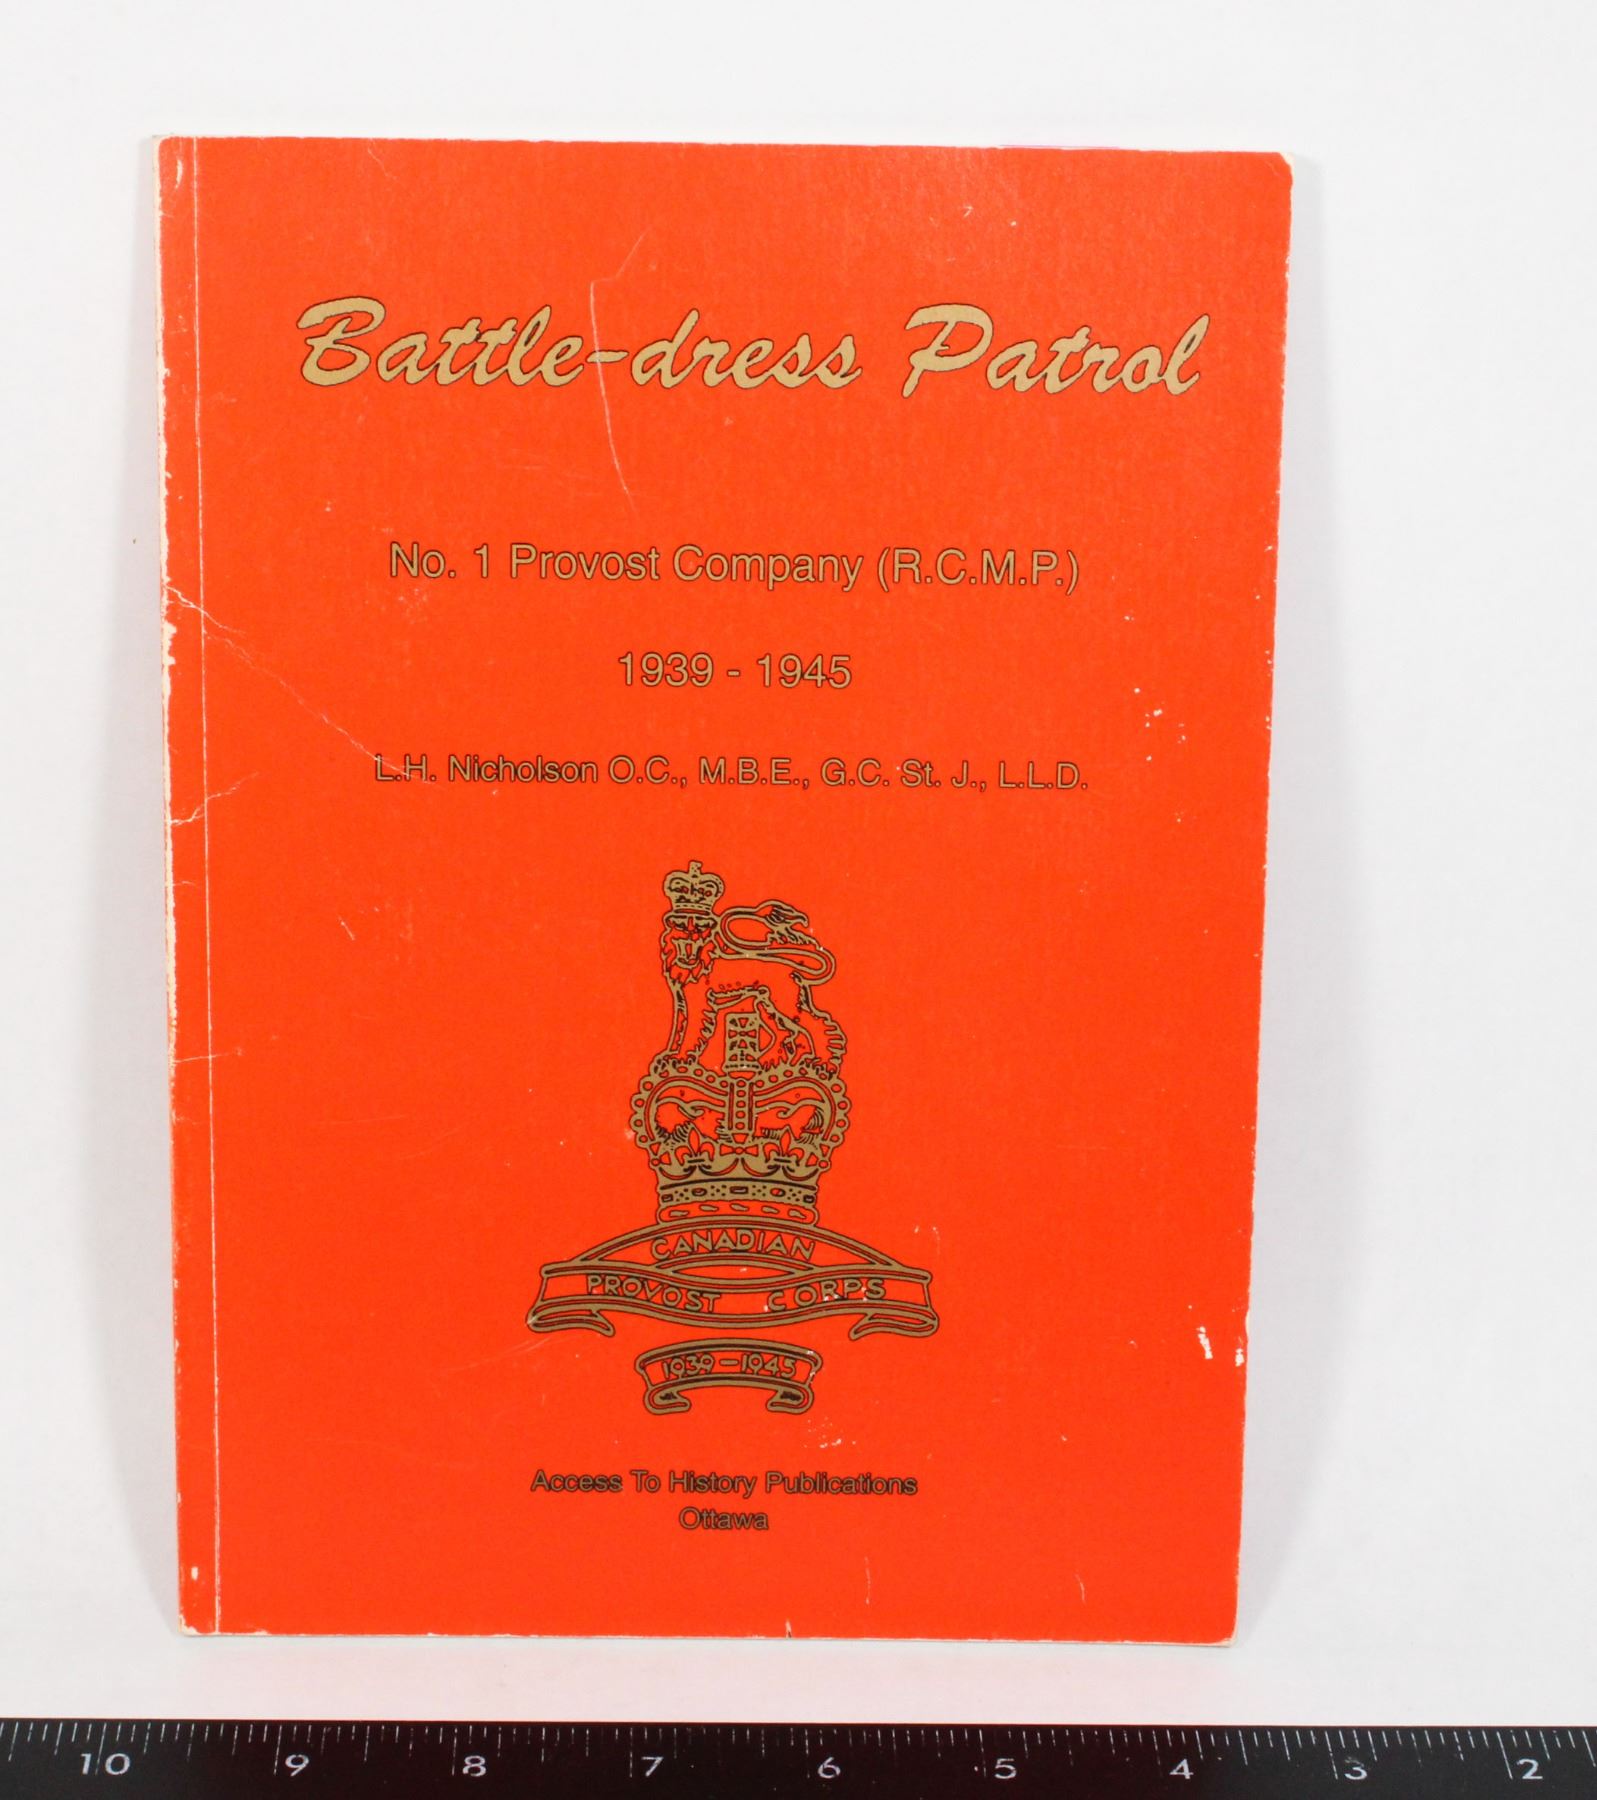 Battle-dress Patrol
No. 1 Provost Company (R.C.M.P.)
1939 - 1945
L.H. Nicholson O.C., M.B.E., G.C. St. J., L.L.D.
CANADIAN
PROVOST CORPS
1939-1945
Access To History Publications
Ottawa
10 9 8 7 6 5 4 3 2